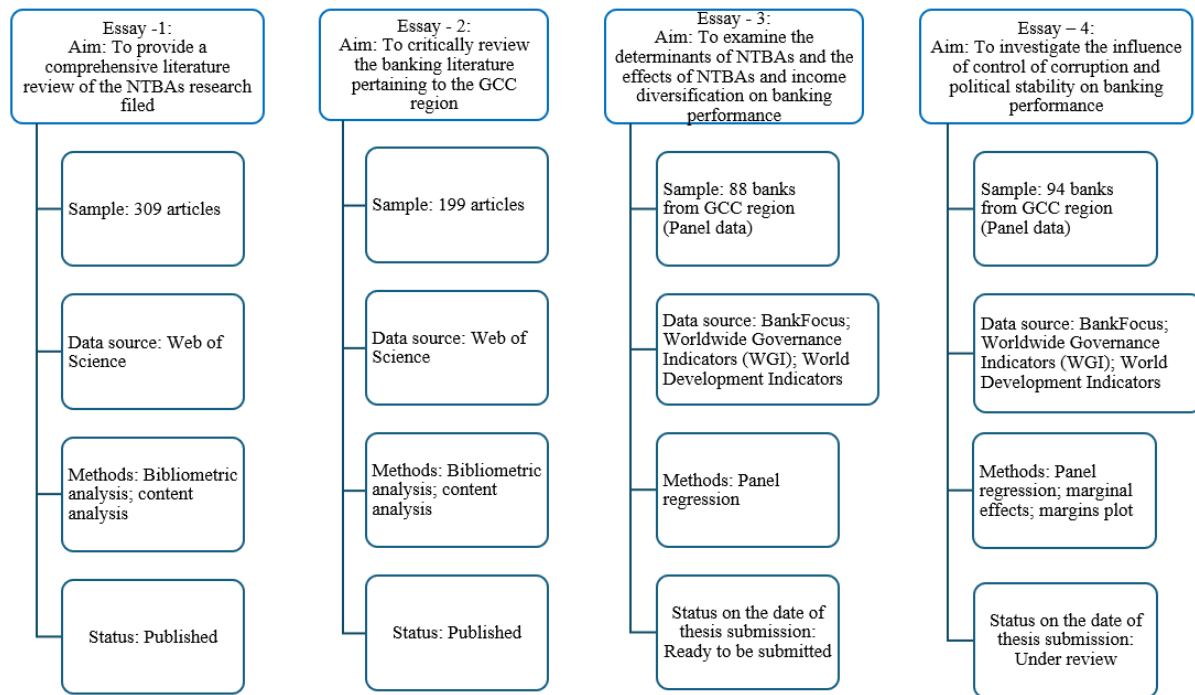 Essay -1:
Aim: To provide a
comprehensive literature
review of the NTBAs research
filed
Sample: 309 articles
Data source: Web of
Science
Methods: Bibliometric
analysis; content
analysis
Status: Published
Essay - 2:
Aim: To critically review
the banking literature
pertaining to the GCC
region
Sample: 199 articles
Data source: Web of
Science
Methods: Bibliometric
analysis; content
analysis
Status: Published
Essay - 3:
Aim: To examine the
determinants of NTBAs and the
effects of NTBAs and income
diversification on banking
performance
Sample: 88 banks
from GCC region
(Panel data)
Data source: BankFocus;
Worldwide Governance
Indicators (WGI); World
Development Indicators
Methods: Panel
regression
Status on the date of
thesis submission:
Ready to be submitted
Essay – 4:
Aim: To investigate the influence
of control of corruption and
political stability on banking
performance
Sample: 94 banks
from GCC region
(Panel data)
Data source: BankFocus;
Worldwide Governance
Indicators (WGI); World
Development Indicators
Methods: Panel
regression; marginal
effects; margins plot
Status on the date of
thesis submission:
Under review